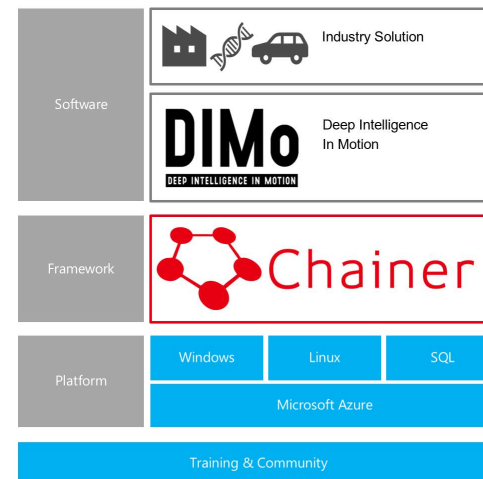 Software
Industry Solution
DIMo
DEEP INTELLIGENCE IN MOTION
Deep Intelligence
In Motion
Framework
Chainer
Platform
Windows
Linux
SQL
Microsoft Azure
Training & Community